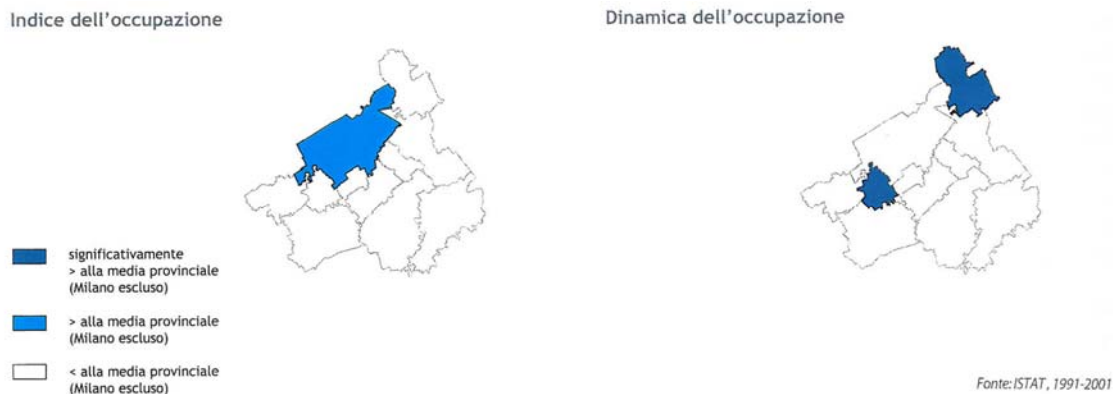 Indice dell'occupazione
Dinamica dell'occupazione
significativamente
> alla media provinciale
(Milano escluso)
> alla media provinciale
(Milano escluso)
< alla media provinciale
(Milano escluso)
Fonte: ISTAT, 1991-2001